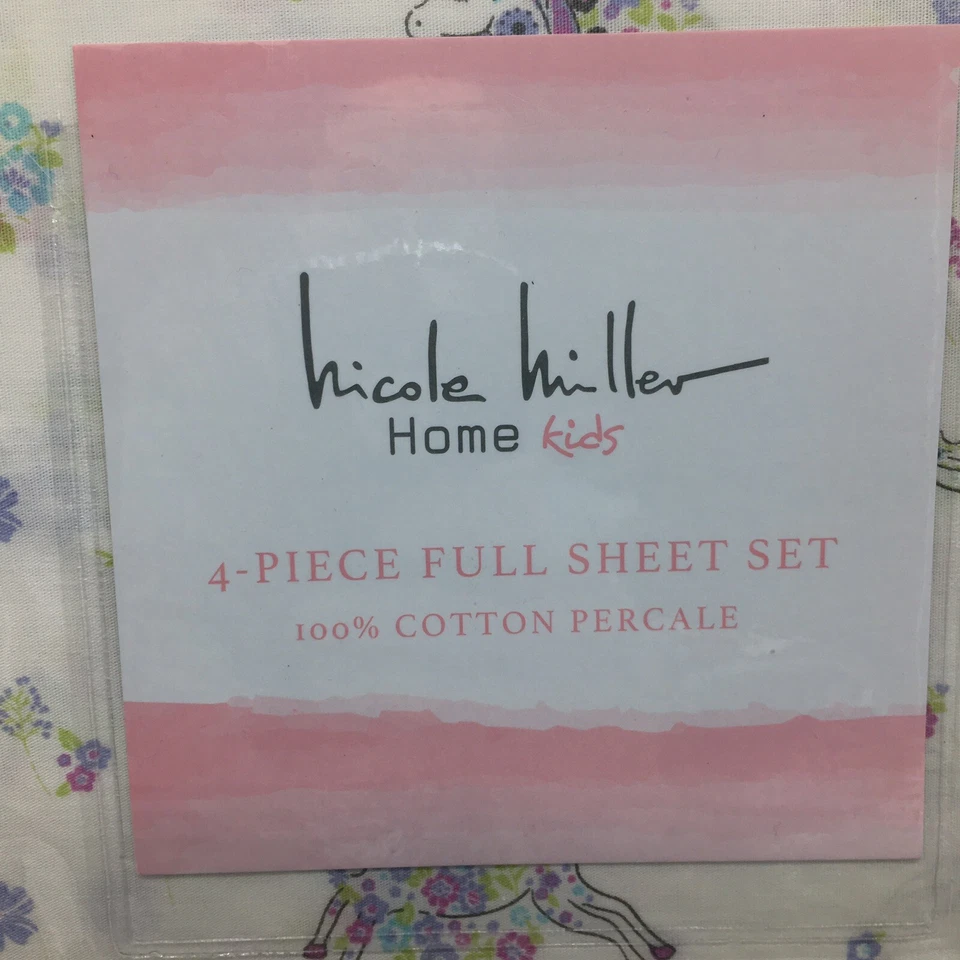 nicole miller
Home kids
4-PIECE FULL SHEET SET
100% COTTON PERCALE